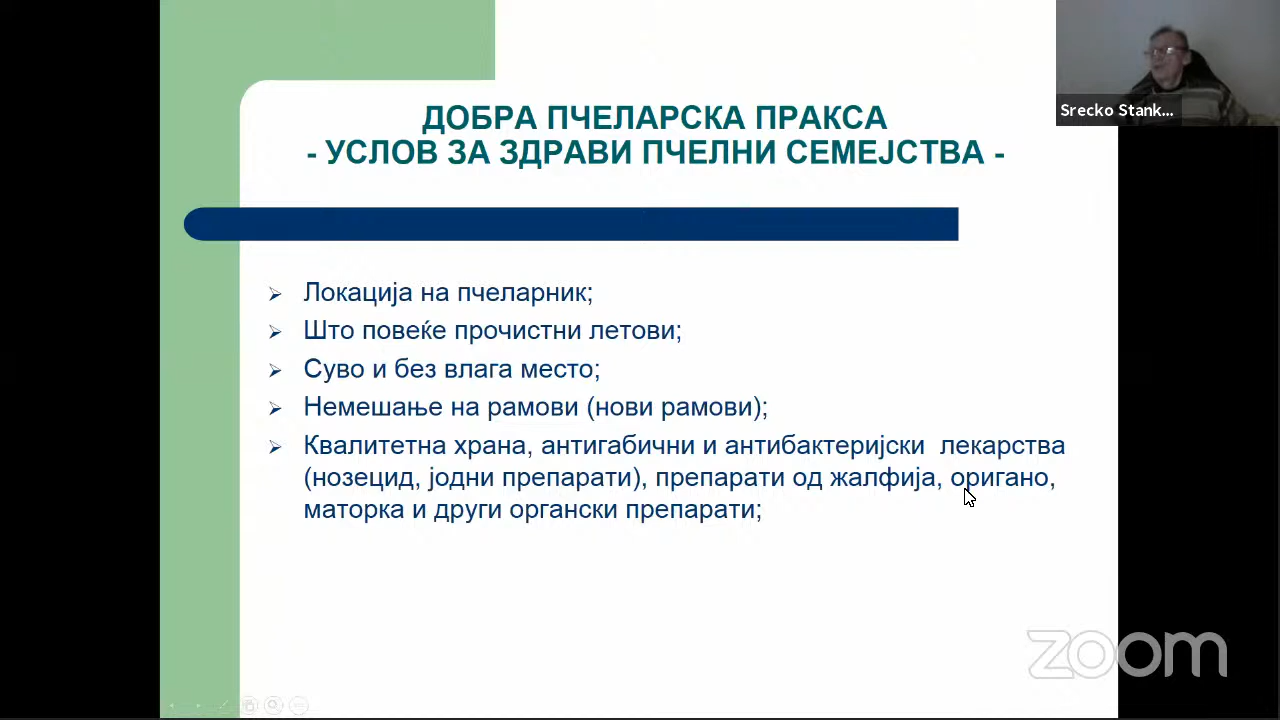 ДОБРА ПЧЕЛАРСКА ПРАКСА
- УСЛОВ ЗА ЗДРАВИ ПЧЕЛНИ СЕМЕЈСТВА -
Srecko Stank...
Локација на пчеларник;
Што повеќе прочистни летови;
Суво и без влага место;
Немешање на рамови (нови рамови);
Квалитетна храна, антигабични и антибактеријски лекарства
(нозецид, јодни препарати), препарати од жалфија, оригано,
маторка и други органски препарати;
zoom